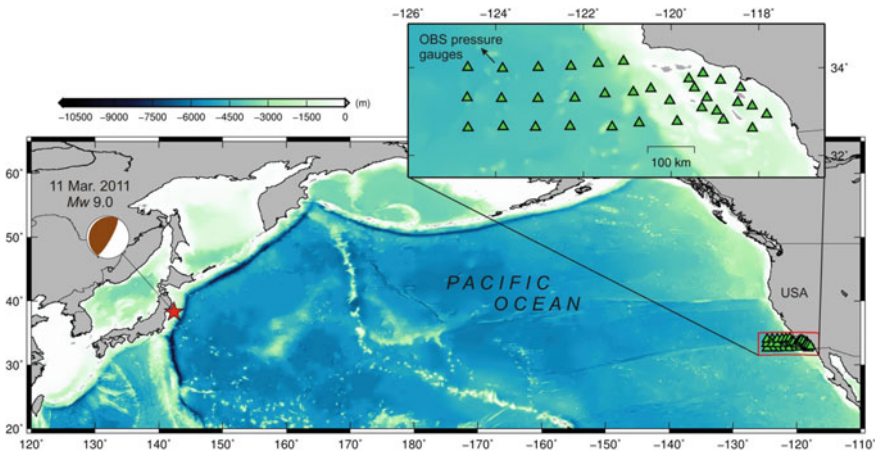 −126 −124 −122 −120 −118
OBS pressure
gauges
34°
32°
100 km
(m)
−10500 −9000 −7500 −6000 −4500 −3000 −1500 0
11 Mar. 2011
Mw 9.0
PACIFIC
OCEAN
USA
60˚
50˚
40˚
30˚
20˚
120˚ 130˚ 140˚ 150˚ 160˚ 170˚ −180˚ −170˚ −160˚ −150˚ −140˚ −130˚ −120˚ −110˚